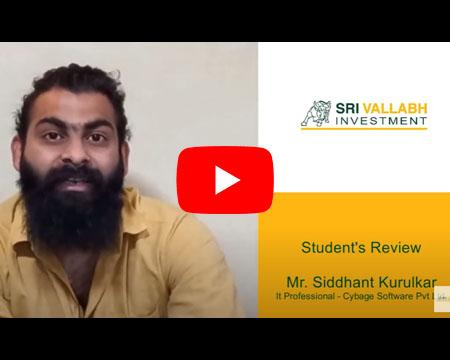 SRI VALLABH
INVESTMENT
Student's Review
Mr. Siddhant Kurulkar
It Professional - Cybage Software Pvt